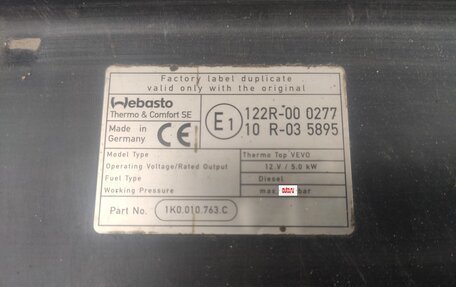 Factory label duplicate
valid only with the original
Webasto
Thermo & Comfort SE
E1
122R-00 0277
10 R-03 5895
Made in
Germany
CE
Model Type
Thermo Top VEVO
Operating Voltage/Rated Output
12 V / 5.0 kW
Fuel Type
Diesel
Working Pressure
max. bar
Part No.
1K0.010.763.C